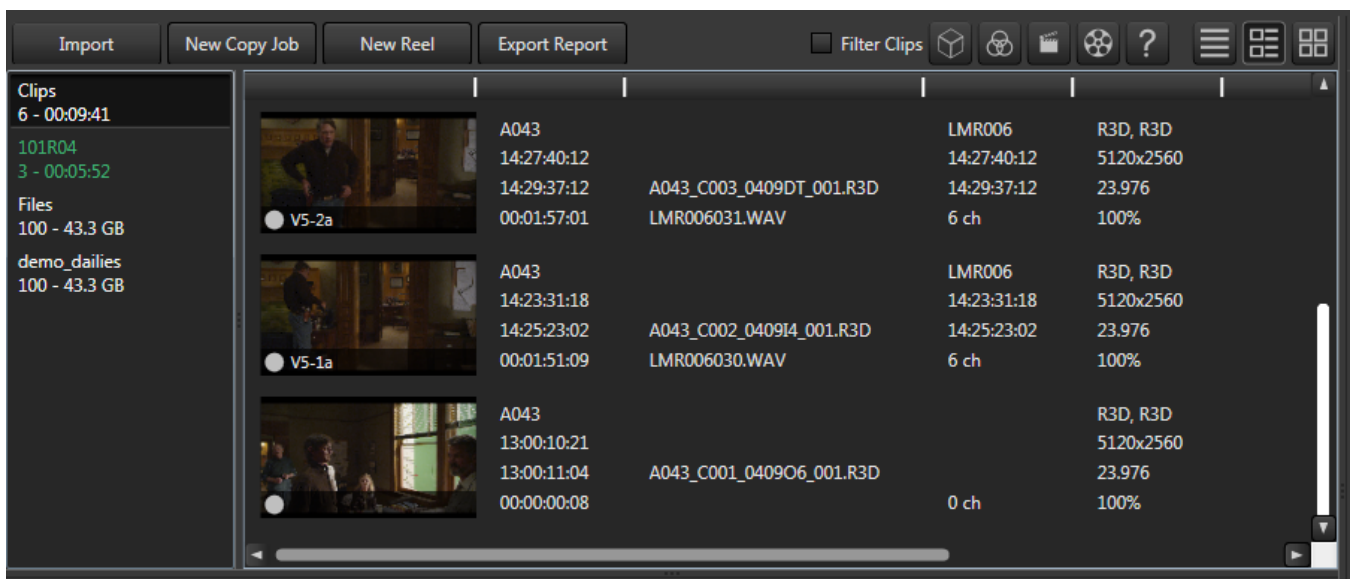 Import New Copy Job New Reel Export Report Filter Clips ?
Clips
6 - 00:09:41
101R04
3 - 00:05:52
Files
100 - 43.3 GB
demo_dailies
100 - 43.3 GB
A043 LMR006 R3D, R3D
14:27:40:12 14:27:40:12 5120x2560
14:29:37:12 A043_C003_0409DT_001.R3D 14:29:37:12 23.976
V5-2a 00:01:57:01 LMR006031.WAV 6 ch 100%
A043 LMR006 R3D, R3D
14:23:31:18 14:23:31:18 5120x2560
14:25:23:02 A043_C002_0409I4_001.R3D 14:25:23:02 23.976
V5-1a 00:01:51:09 LMR006030.WAV 6 ch 100%
A043 R3D, R3D
13:00:10:21 5120x2560
13:00:11:04 A043_C001_0409O6_001.R3D 23.976
00:00:00:08 0 ch 100%